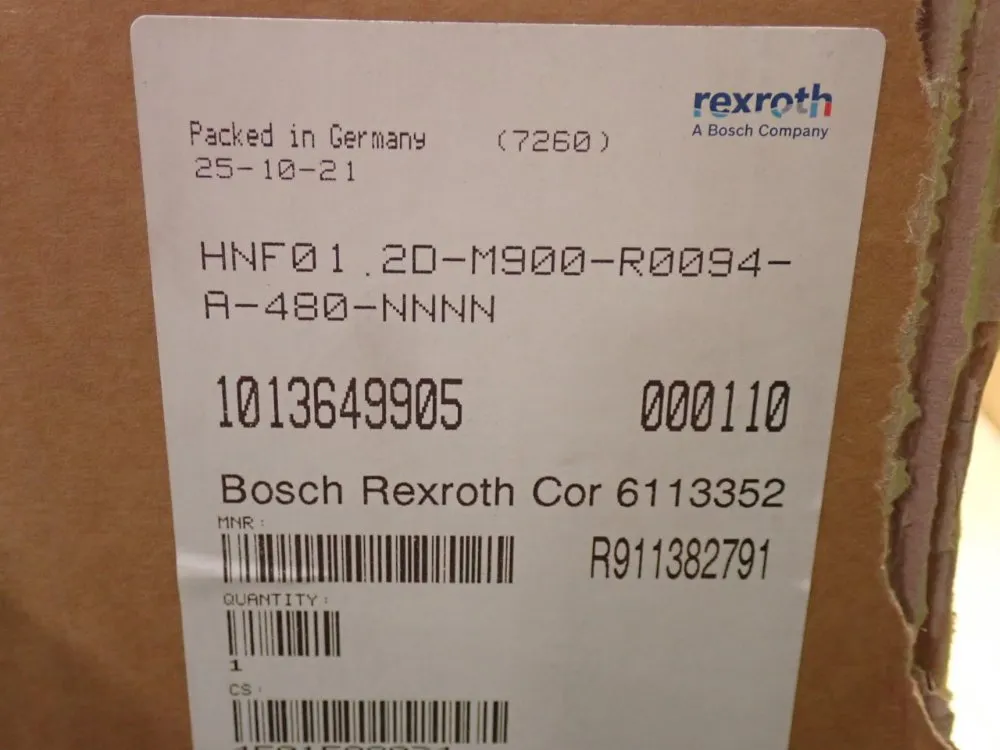 rexroth
A Bosch Company
Packed in Germany (7260)
25-10-21
HNF01.2D-M900-R0094-
A-480-NNNN
1013649905 000110
Bosch Rexroth Cor 6113352
MNR:
R911382791
QUANTITY:
1
CS: